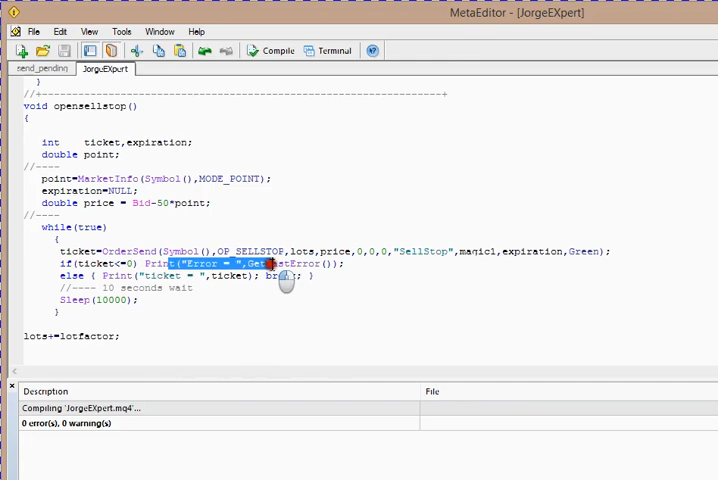 MetaEditor - [JorgeEXpert]
File Edit View Tools Window Help
Compile Terminal
send_pending JorgeEXpert
}
//+------------------------------------------------------------------+
void opensellstop()
{
int ticket,expiration;
double point;
//----
point=MarketInfo(Symbol(),MODE_POINT);
expiration=NULL;
double price = Bid-50*point;
//----
while(true)
{
ticket=OrderSend(Symbol(),OP_SELLSTOP,lots,price,0,0,0,"SellStop",magic1,expiration,Green);
if(ticket<=0) Print("Error = ",GetLastError());
else { Print("ticket = ",ticket); break; }
//---- 10 seconds wait
Sleep(10000);
}
lots+=lotfactor;
Description File
Compiling 'JorgeEXpert.mq4'...
0 error(s), 0 warning(s)